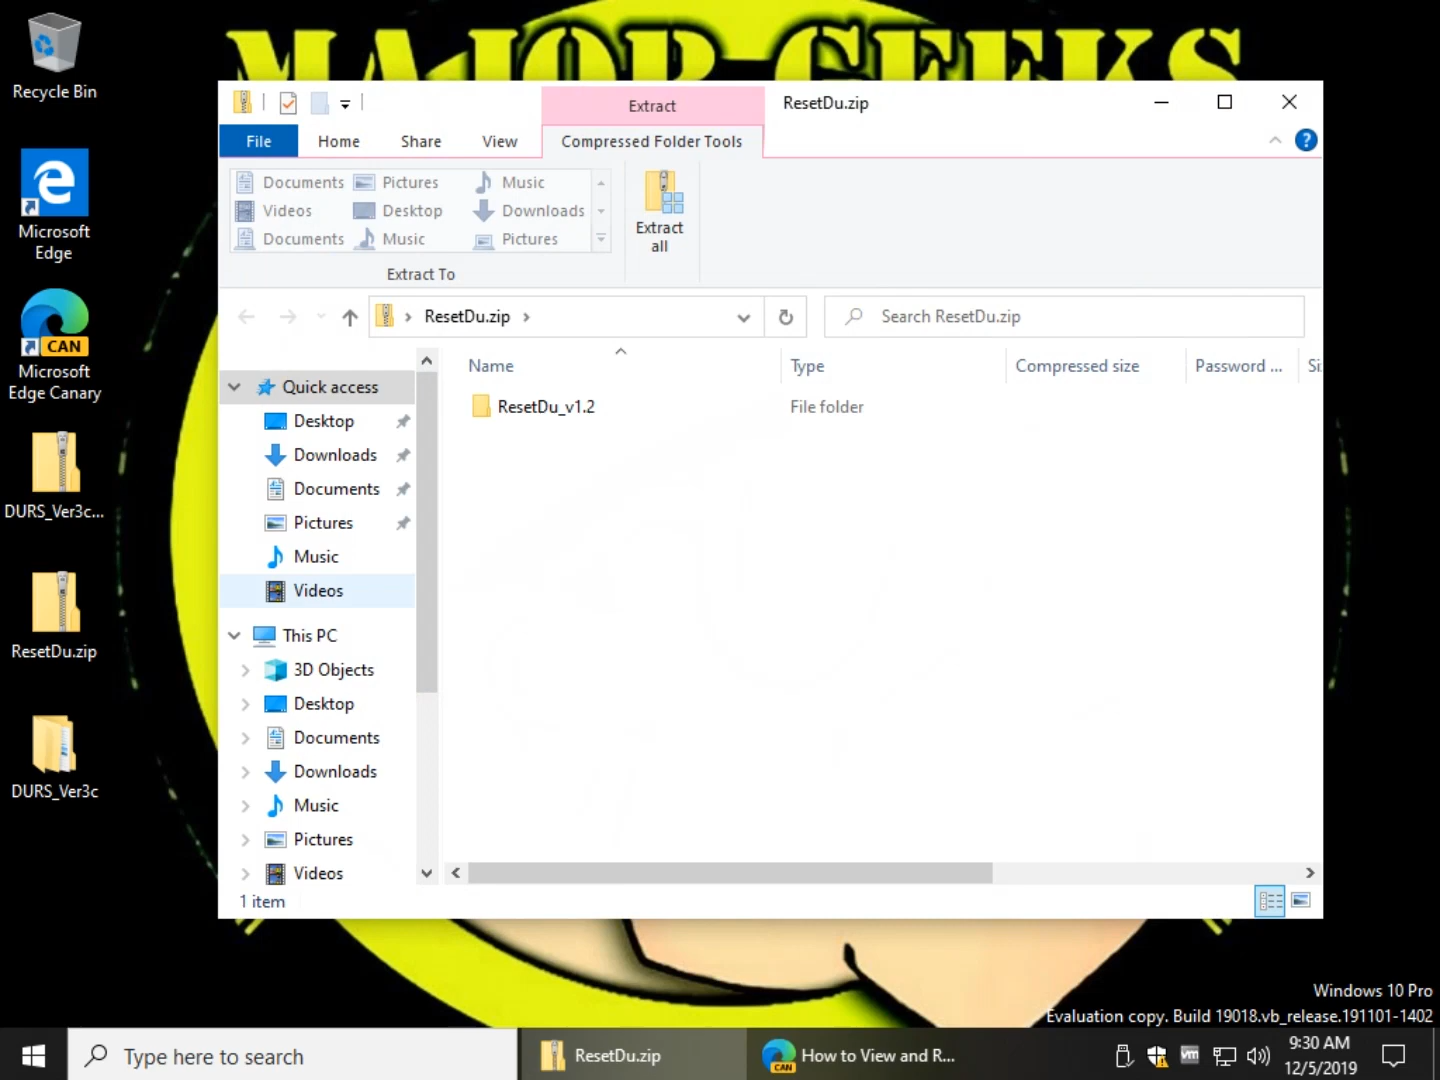 MAJOR GEEKS
Recycle Bin
Microsoft
Edge
CAN
Microsoft
Edge Canary
DURS_Ver3c...
ResetDu.zip
DURS_Ver3c
Extract
ResetDu.zip
File
Home
Share
View
Compressed Folder Tools
?
Documents
Pictures
Music
Videos
Desktop
Downloads
Documents
Music
Pictures
Extract To
Extract
all
ResetDu.zip
Search ResetDu.zip
Quick access
Desktop
Downloads
Documents
Pictures
Music
Videos
This PC
3D Objects
Desktop
Documents
Downloads
Music
Pictures
Videos
Name
Type
Compressed size
Password ...
Si
ResetDu_v1.2
File folder
1 item
Windows 10 Pro
Evaluation copy. Build 19018.vb_release.191101-1402
Type here to search
ResetDu.zip
CAN
How to View and R...
vm
9:30 AM
12/5/2019